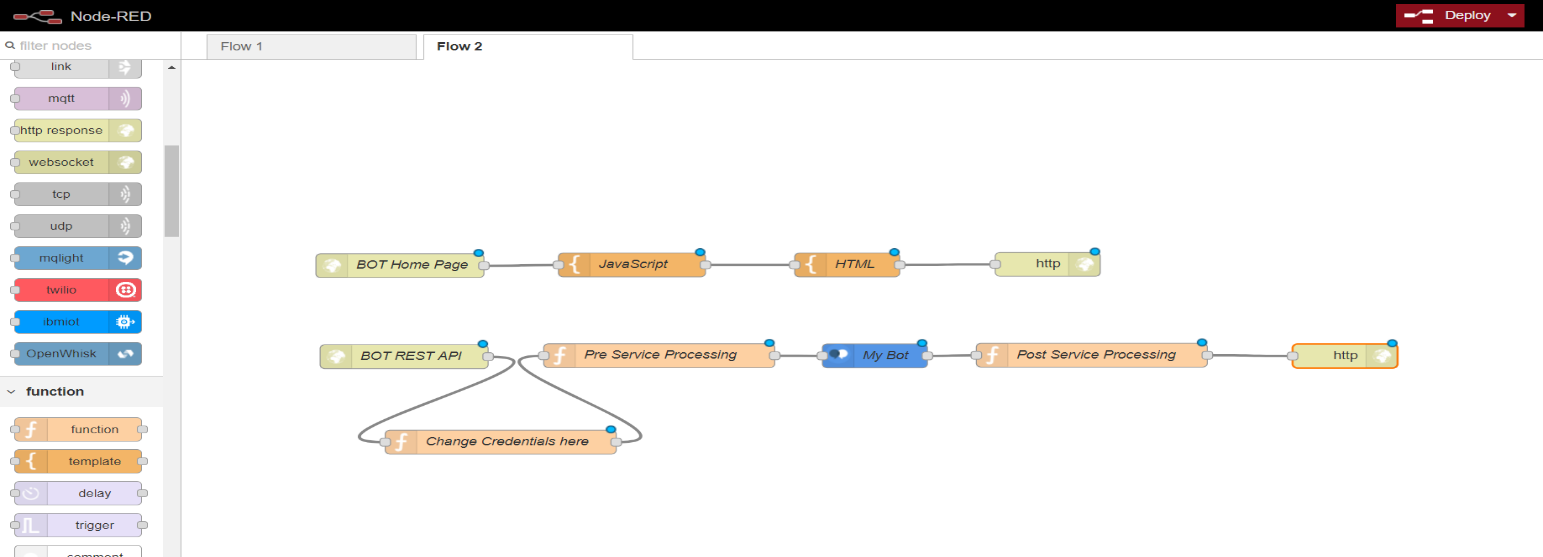 Node-RED
Deploy
filter nodes
Flow 1
Flow 2
link
mqtt
http response
websocket
tcp
udp
mqlight
twilio
ibmiot
OpenWhisk
function
function
template
delay
trigger
comment
BOT Home Page
JavaScript
HTML
http
BOT REST API
Pre Service Processing
My Bot
Post Service Processing
http
Change Credentials here